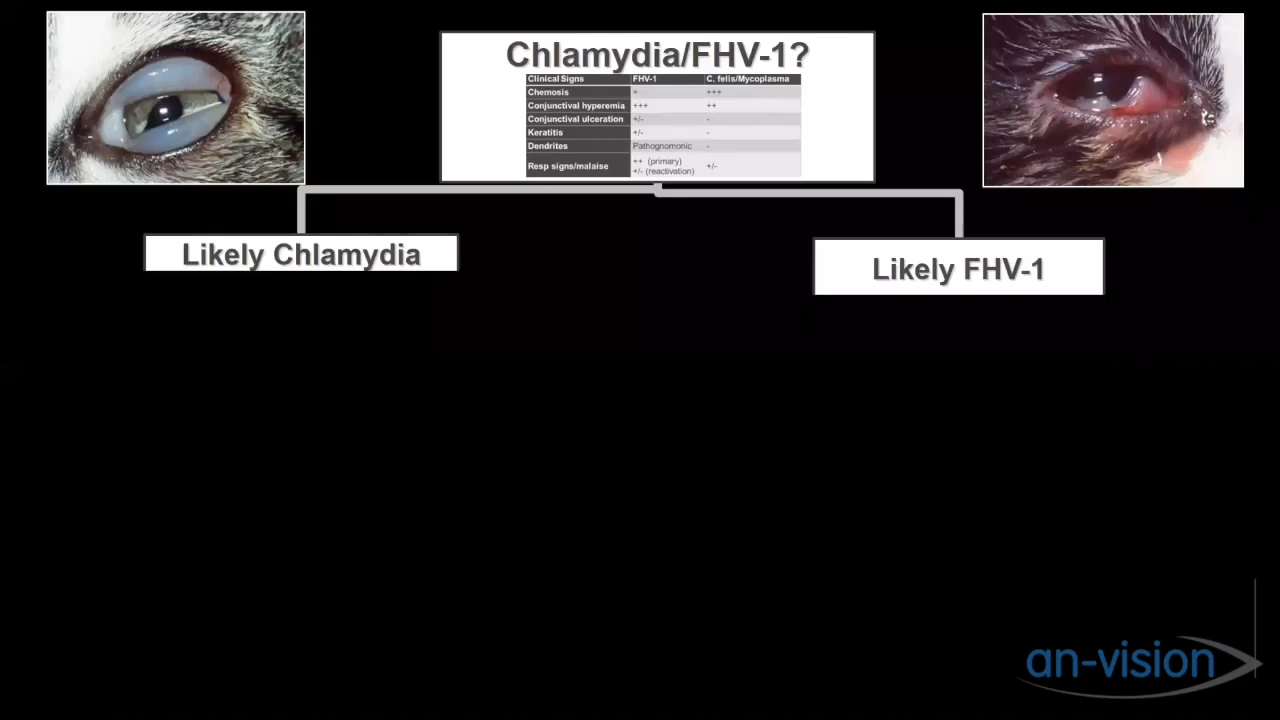 Chlamydia/FHV-1?
Clinical Signs FHV-1 C. felis/Mycoplasma
Chemosis + +++
Conjunctival hyperemia +++ ++
Conjunctival ulceration +/- -
Keratitis +/- -
Dendrites Pathognomonic -
Resp signs/malaise ++ (primary) +/-
+/- (reactivation)
Likely Chlamydia
Likely FHV-1
an-vision